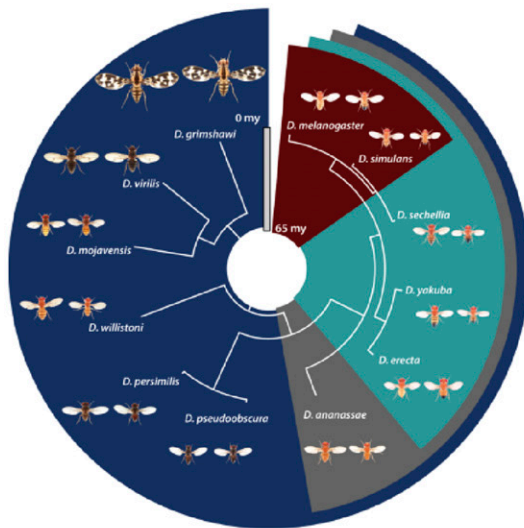 0 my
D. grimshawi
D. melanogaster
D. simulans
D. virilis
D. sechellia
65 my
D. mojavensis
D. yakuba
D. willistoni
D. erecta
D. persimilis
D. ananassae
D. pseudoobscura